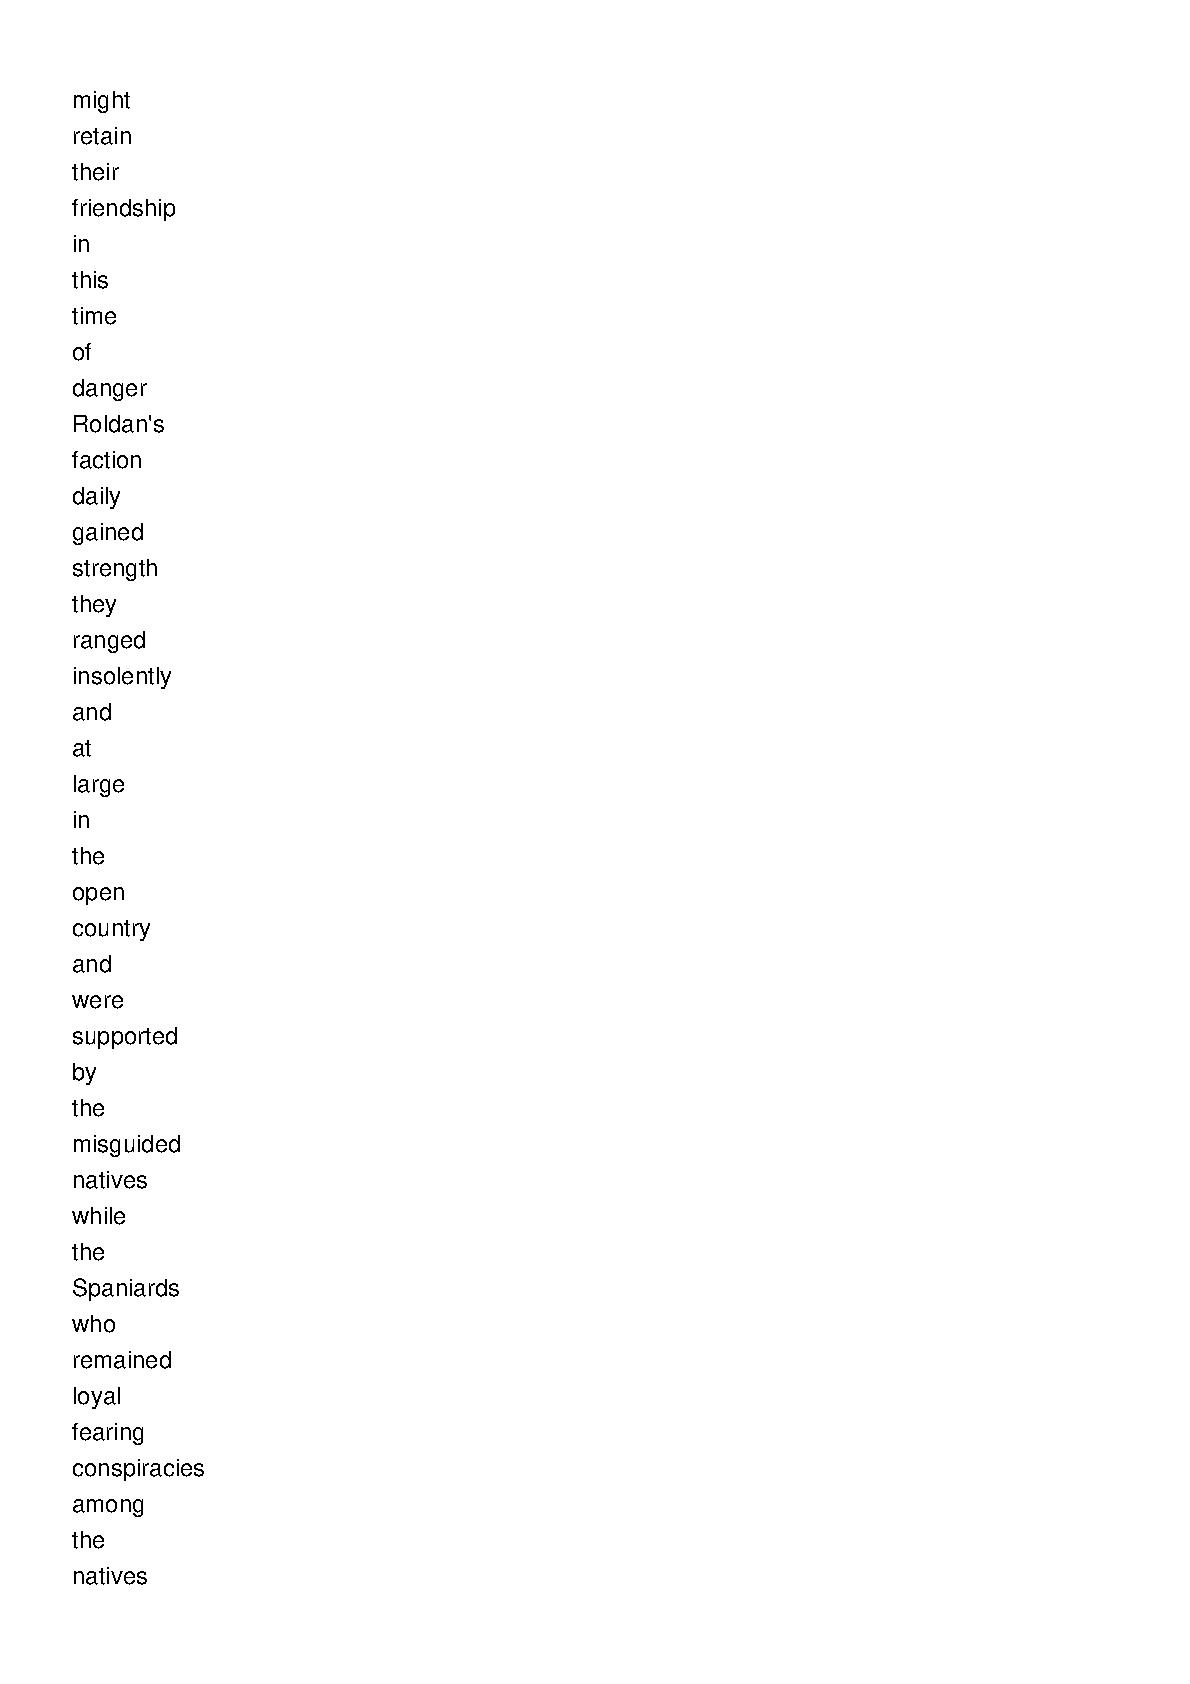 might
retain
their
friendship
in
this
time
of
danger
Roldan's
faction
daily
gained
strength
they
ranged
insolently
and
at
large
in
the
open
country
and
were
supported
by
the
misguided
natives
while
the
Spaniards
who
remained
loyal
fearing
conspiracies
among
the
natives